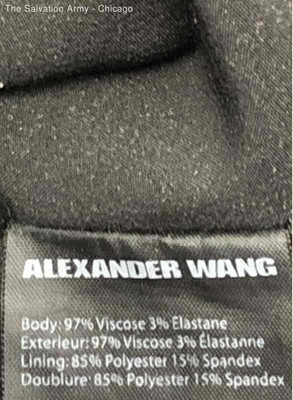 The Salvation Army - Chicago
ALEXANDER WANG
Body: 97% Viscose 3% Elastane
Exterieur: 97% Viscose 3% Élastanne
Lining: 85% Polyester 15% Spandex
Doublure: 85% Polyester 15% Spandex